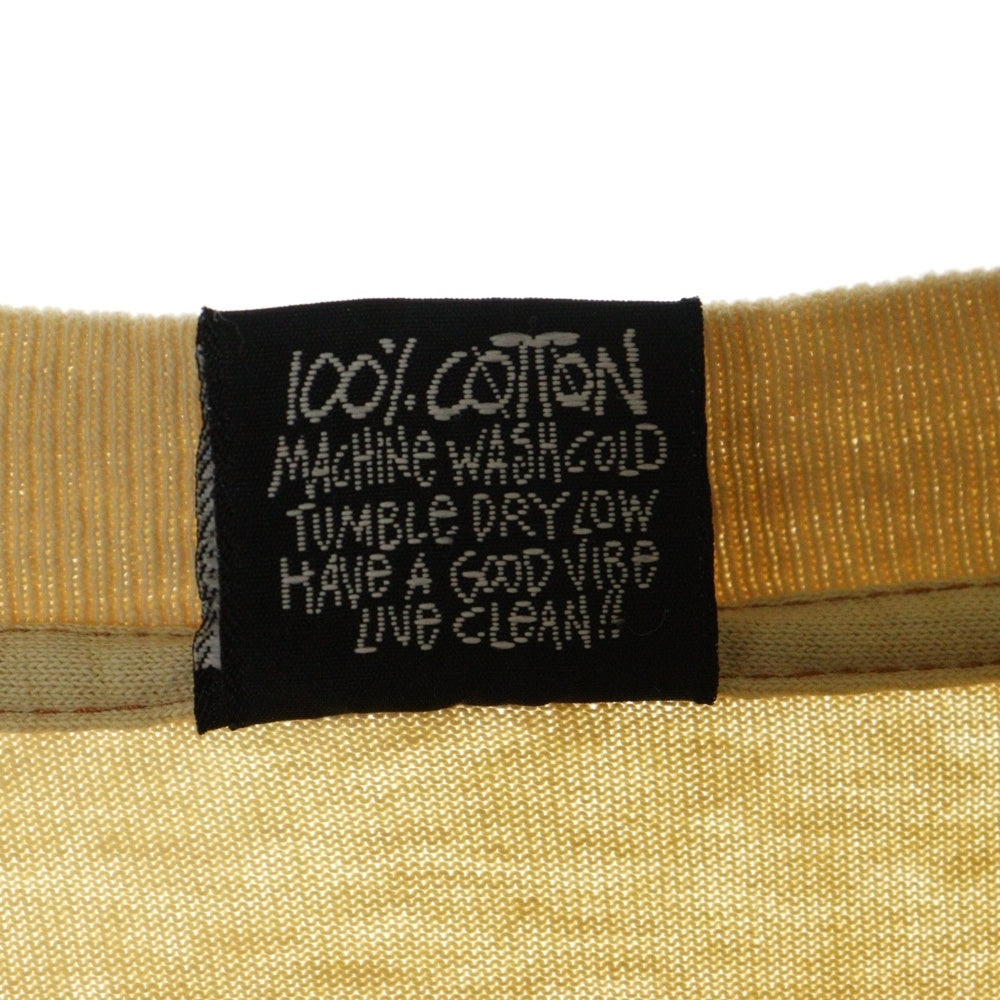 100% COTTON
MACHINE WASH COLD
TUMBLE DRY LOW
HAVE A GOOD VIBE
LIVE CLEAN!!